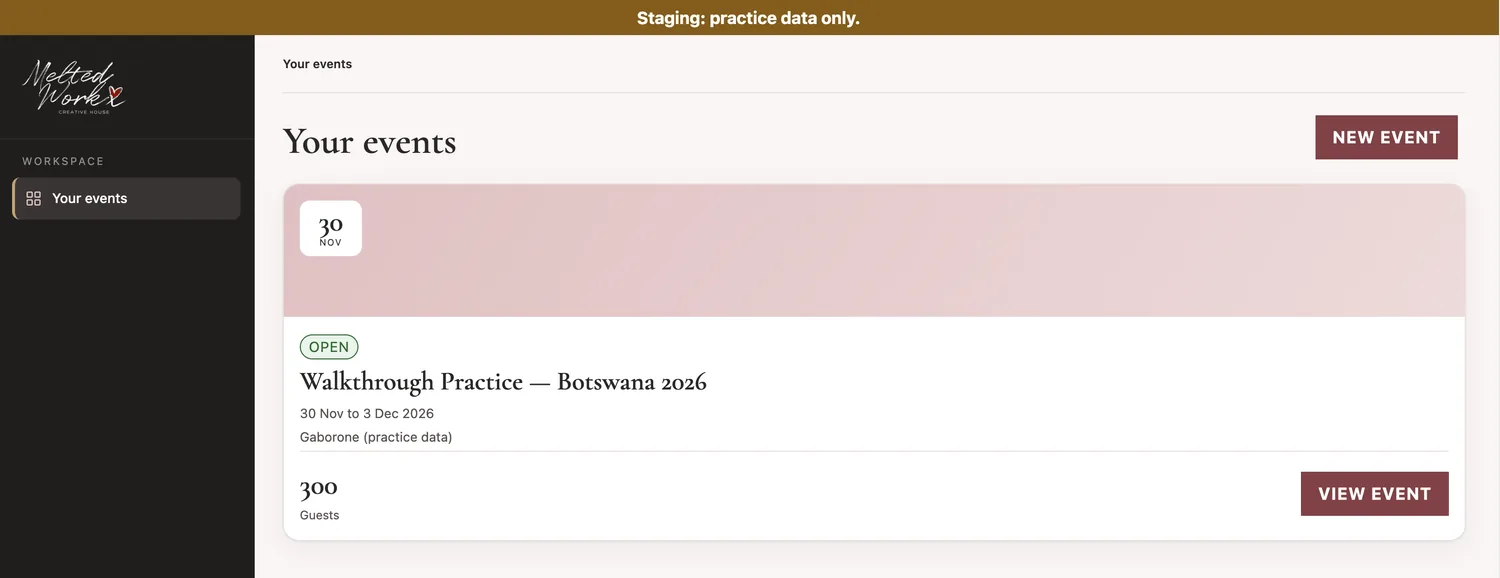 Staging: practice data only.
Melted
Workx
CREATIVE HOUSE
WORKSPACE
Your events
Your events
Your events
NEW EVENT
30
NOV
OPEN
Walkthrough Practice — Botswana 2026
30 Nov to 3 Dec 2026
Gaborone (practice data)
300
Guests
VIEW EVENT